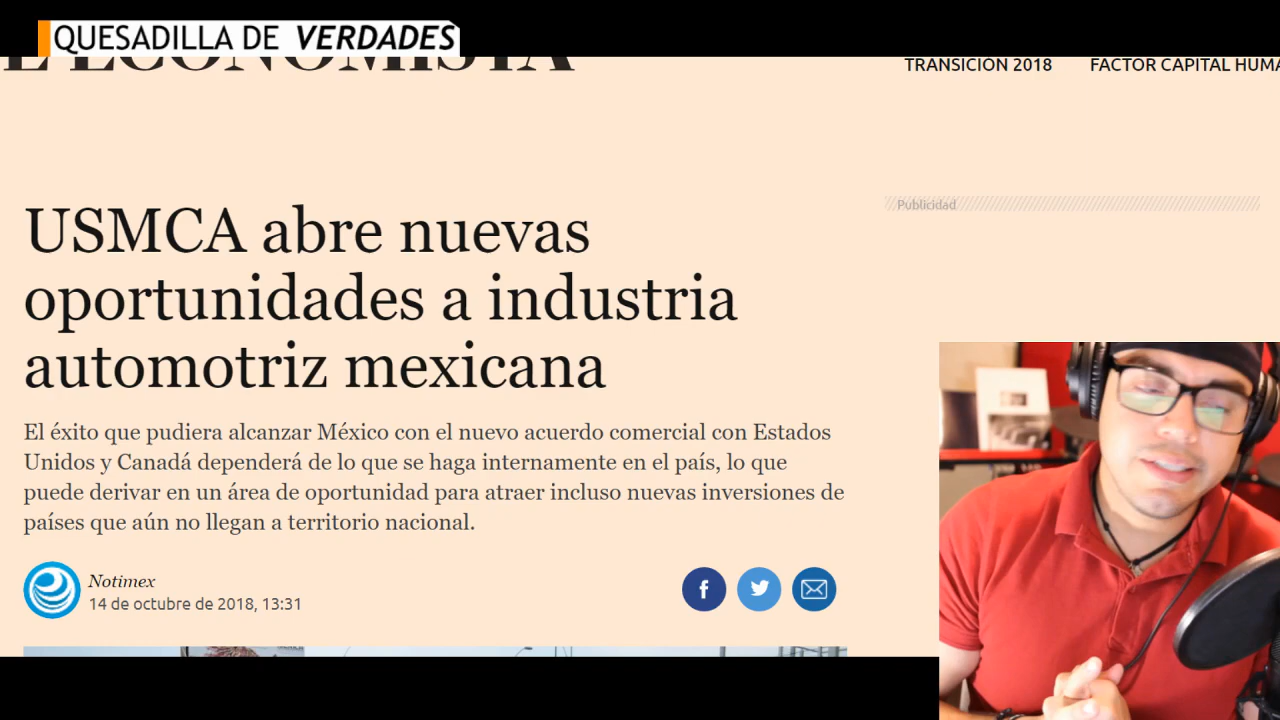 QUESADILLA DE VERDADES
EL ECONOMISTA
TRANSICIÓN 2018 FACTOR CAPITAL HUMA
Publicidad
USMCA abre nuevas
oportunidades a industria
automotriz mexicana
El éxito que pudiera alcanzar México con el nuevo acuerdo comercial con Estados
Unidos y Canadá dependerá de lo que se haga internamente en el país, lo que
puede derivar en un área de oportunidad para atraer incluso nuevas inversiones de
países que aún no llegan a territorio nacional.
Notimex
14 de octubre de 2018, 13:31